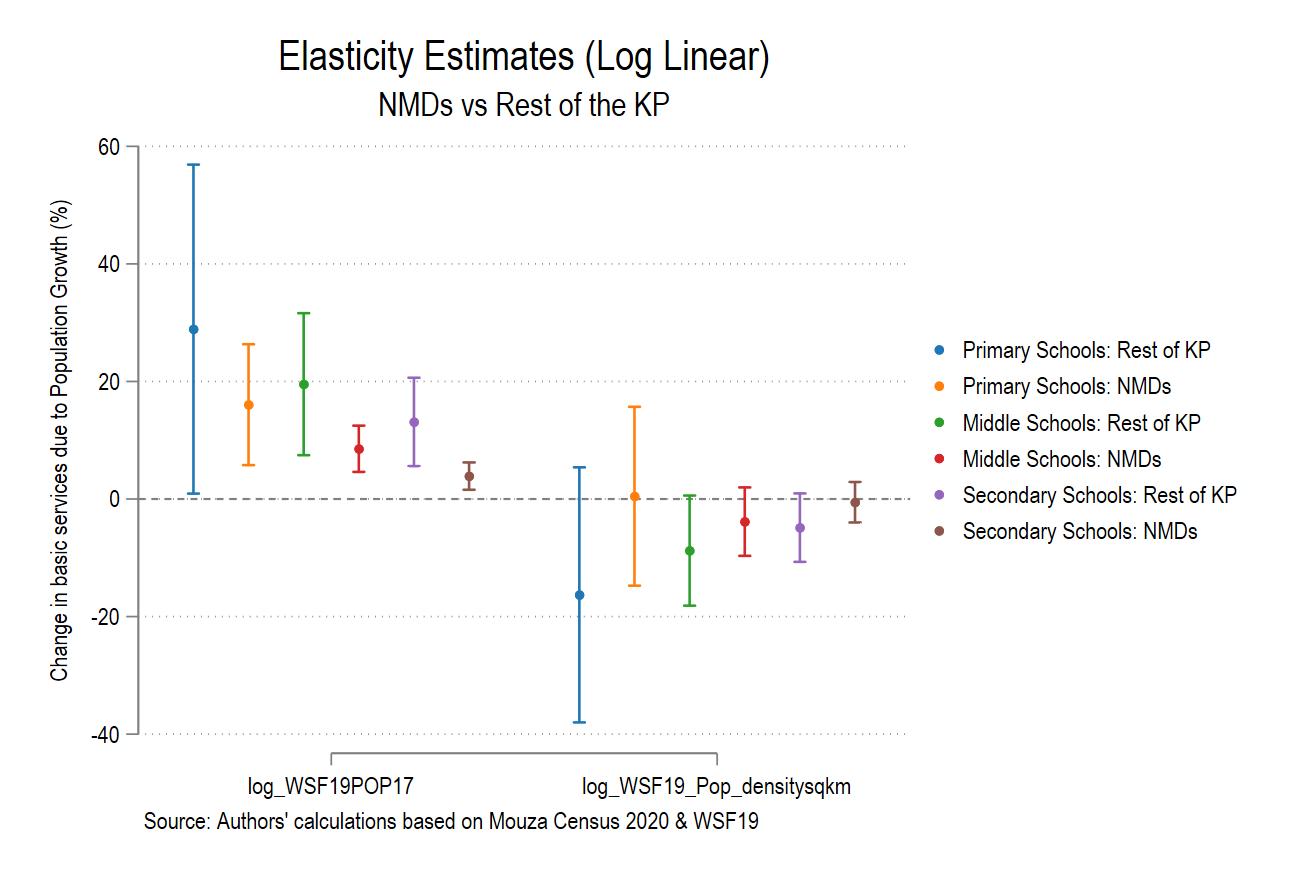 Elasticity Estimates (Log Linear)
NMDs vs Rest of the KP
Change in basic services due to Population Growth (%)
60
40
20
0
-20
-40
log_WSF19POP17
log_WSF19_Pop_densitysqkm
Source: Authors' calculations based on Mouza Census 2020 & WSF19
Primary Schools: Rest of KP
Primary Schools: NMDs
Middle Schools: Rest of KP
Middle Schools: NMDs
Secondary Schools: Rest of KP
Secondary Schools: NMDs